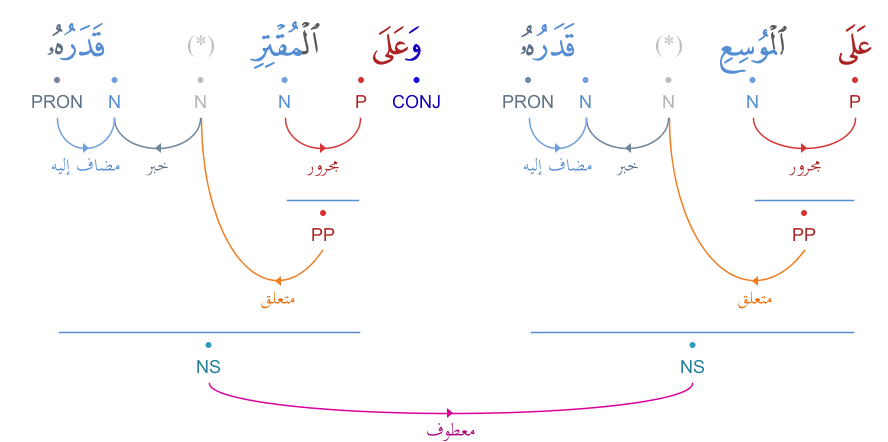 عَلَى ٱلْمُوسِعِ (*) قَدَرُهُۥ وَعَلَى ٱلْمُقْتِرِ (*) قَدَرُهُۥ
PRON N N N P CONJ PRON N N N P
مضاف إليه خبر مجرور مضاف إليه خبر مجرور
PP PP
متعلق متعلق
NS NS
معطوف